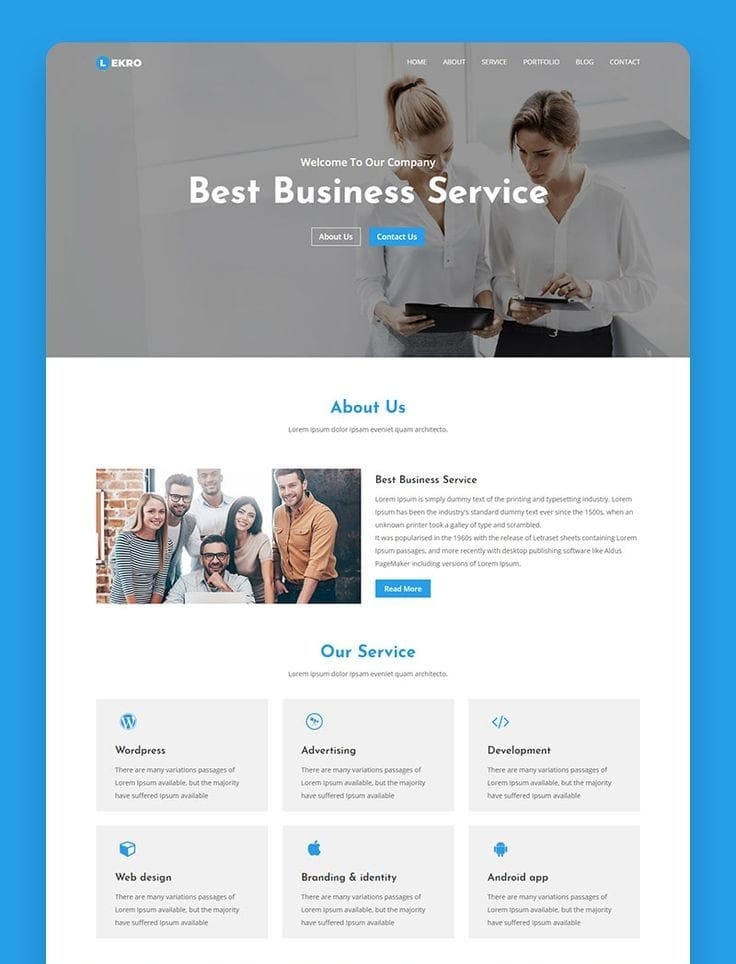 LEKRO
HOME ABOUT SERVICE PORTFOLIO BLOG CONTACT
Welcome To Our Company
Best Business Service
About Us Contact Us
About Us
Lorem ipsum dolor ipsam eveniet quam architecto.
Best Business Service
Lorem Ipsum is simply dummy text of the printing and typesetting industry. Lorem
Ipsum has been the industry's standard dummy text ever since the 1500s, when an
unknown printer took a galley of type and scrambled.
It was popularised in the 1960s with the release of Letraset sheets containing Lorem
Ipsum passages, and more recently with desktop publishing software like Aldus
PageMaker including versions of Lorem Ipsum.
Read More
Our Service
Lorem ipsum dolor ipsam eveniet quam architecto.
Wordpress
There are many variations passages of
Lorem Ipsum available, but the majority
have suffered Ipsum available
Advertising
There are many variations passages of
Lorem Ipsum available, but the majority
have suffered Ipsum available
Development
There are many variations passages of
Lorem Ipsum available, but the majority
have suffered Ipsum available
Web design
There are many variations passages of
Lorem Ipsum available, but the majority
have suffered Ipsum available
Branding & identity
There are many variations passages of
Lorem Ipsum available, but the majority
have suffered Ipsum available
Android app
There are many variations passages of
Lorem Ipsum available, but the majority
have suffered Ipsum available